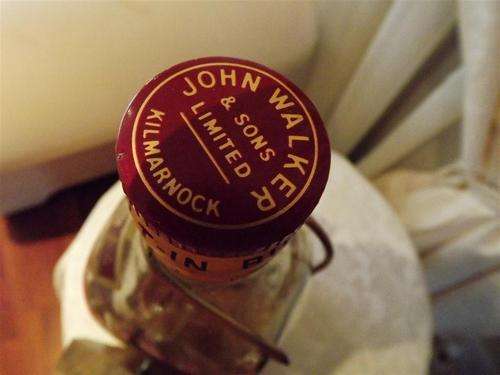 JOHN WALKER
& SONS
LIMITED
KILMARNOCK